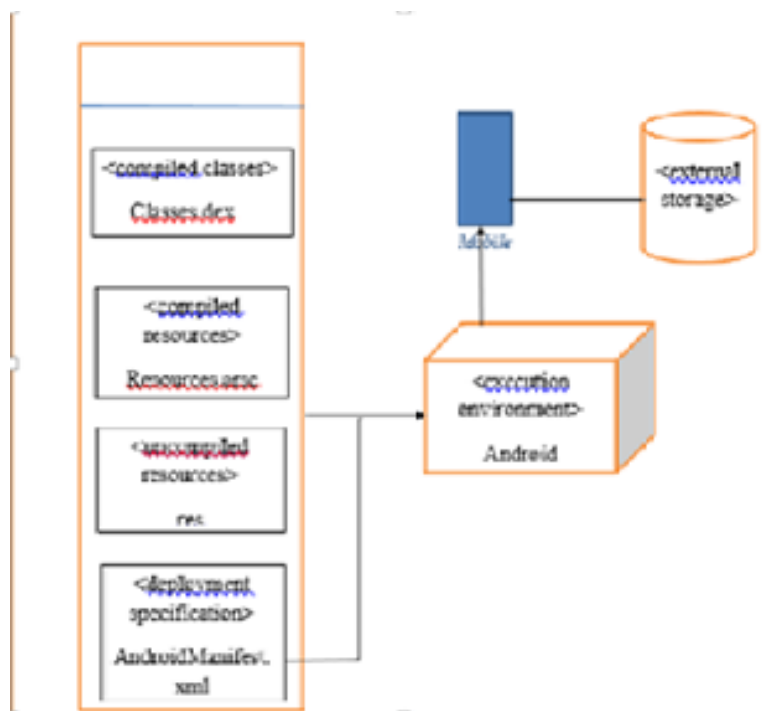 <compiled classes>
Classes.dex
<compiled
resources>
Resources.arsc
<uncompiled
resources>
res
<deployment
specification>
AndroidManifest.
xml
Mobile
<external
storage>
<execution
environment>
Android